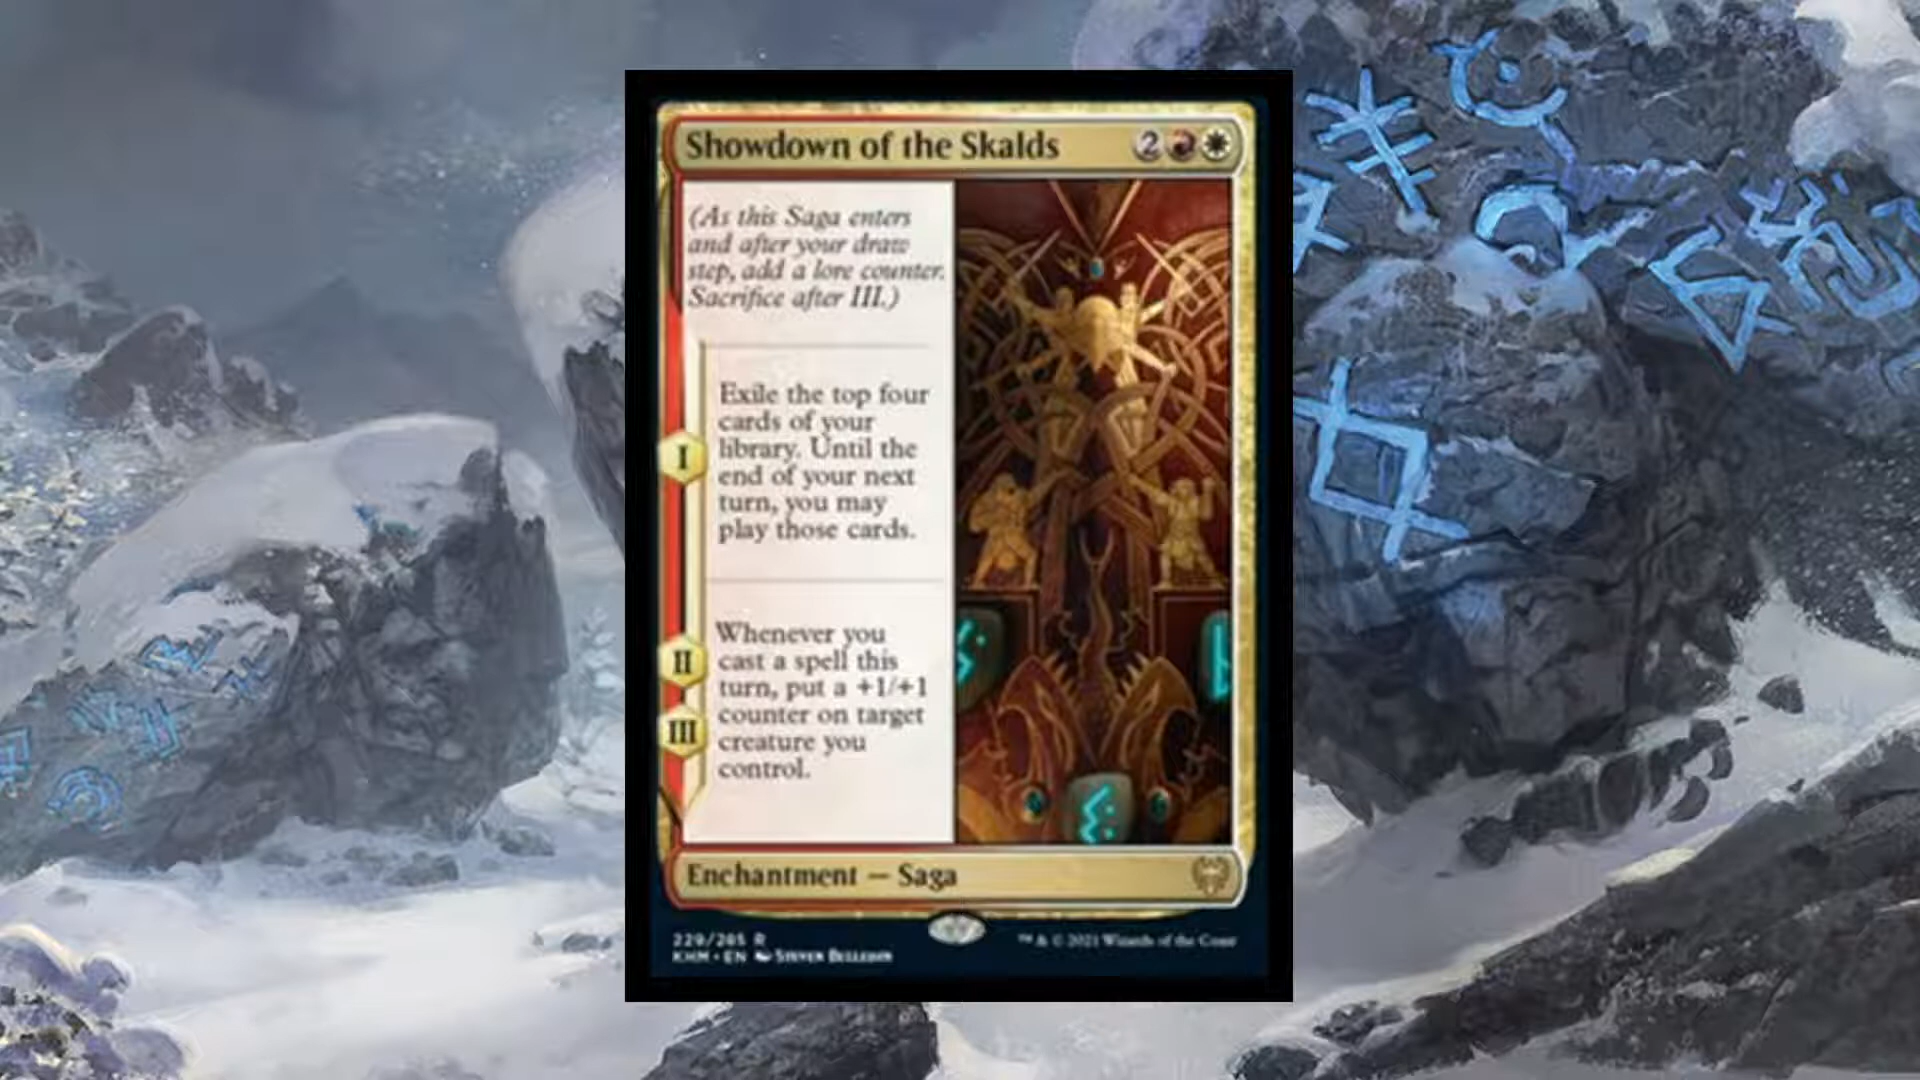 Showdown of the Skalds 2
(As this Saga enters
and after your draw
step, add a lore counter.
Sacrifice after III.)
I
Exile the top four
cards of your
library. Until the
end of your next
turn, you may
play those cards.
II
III
Whenever you
cast a spell this
turn, put a +1/+1
counter on target
creature you
control.
Enchantment — Saga
229/285 R
KHM • EN Steven Belledin
™ & © 2021 Wizards of the Coast